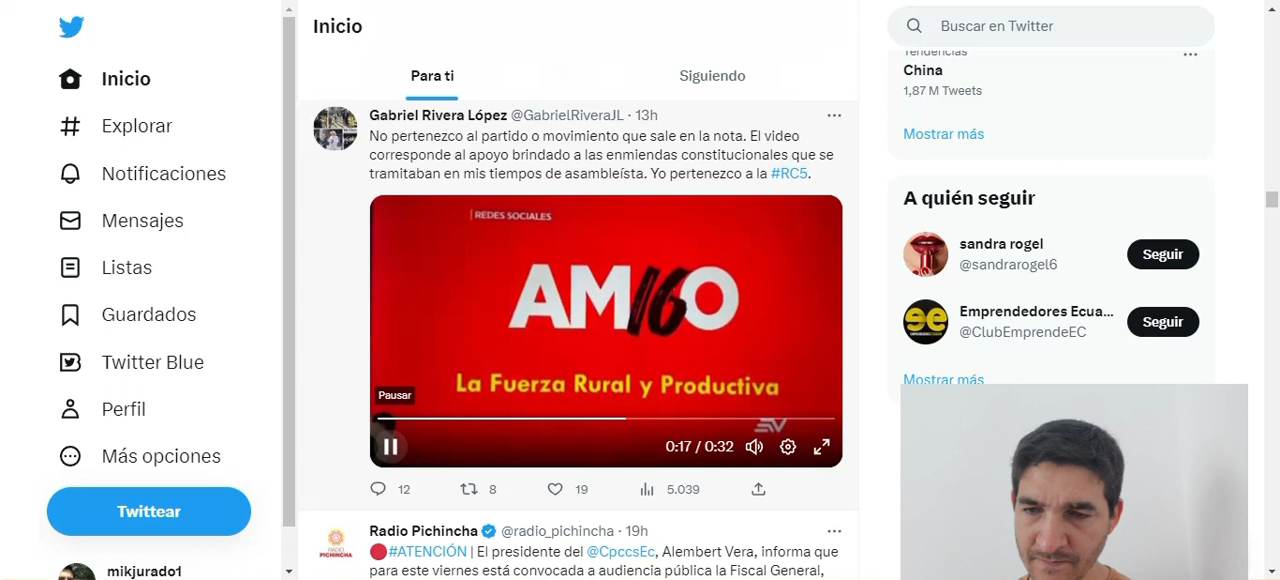 Inicio
Explorar
Notificaciones
Mensajes
Listas
Guardados
Twitter Blue
Perfil
Más opciones
Twittear
mikjurado1
Inicio
Para ti
Siguiendo
Gabriel Rivera López @GabrielRiveraJL · 13h
No pertenezco al partido o movimiento que sale en la nota. El video
corresponde al apoyo brindado a las enmiendas constitucionales que se
tramitaban en mis tiempos de asambleísta. Yo pertenezco a la #RC5.
REDES SOCIALES
AM16O
La Fuerza Rural y Productiva
Pausar
0:17 / 0:32
12
8
19
5.039
Radio Pichincha @radio_pichincha · 19h
#ATENCIÓN | El presidente del @CpccsEc, Alembert Vera, informa que
para este viernes está convocada a audiencia pública la Fiscal General,
Buscar en Twitter
Tendencias
China
1,87 M Tweets
Mostrar más
A quién seguir
sandra rogel
@sandrarogel6
Seguir
Emprendedores Ecua...
@ClubEmprendeEC
Seguir
Mostrar más